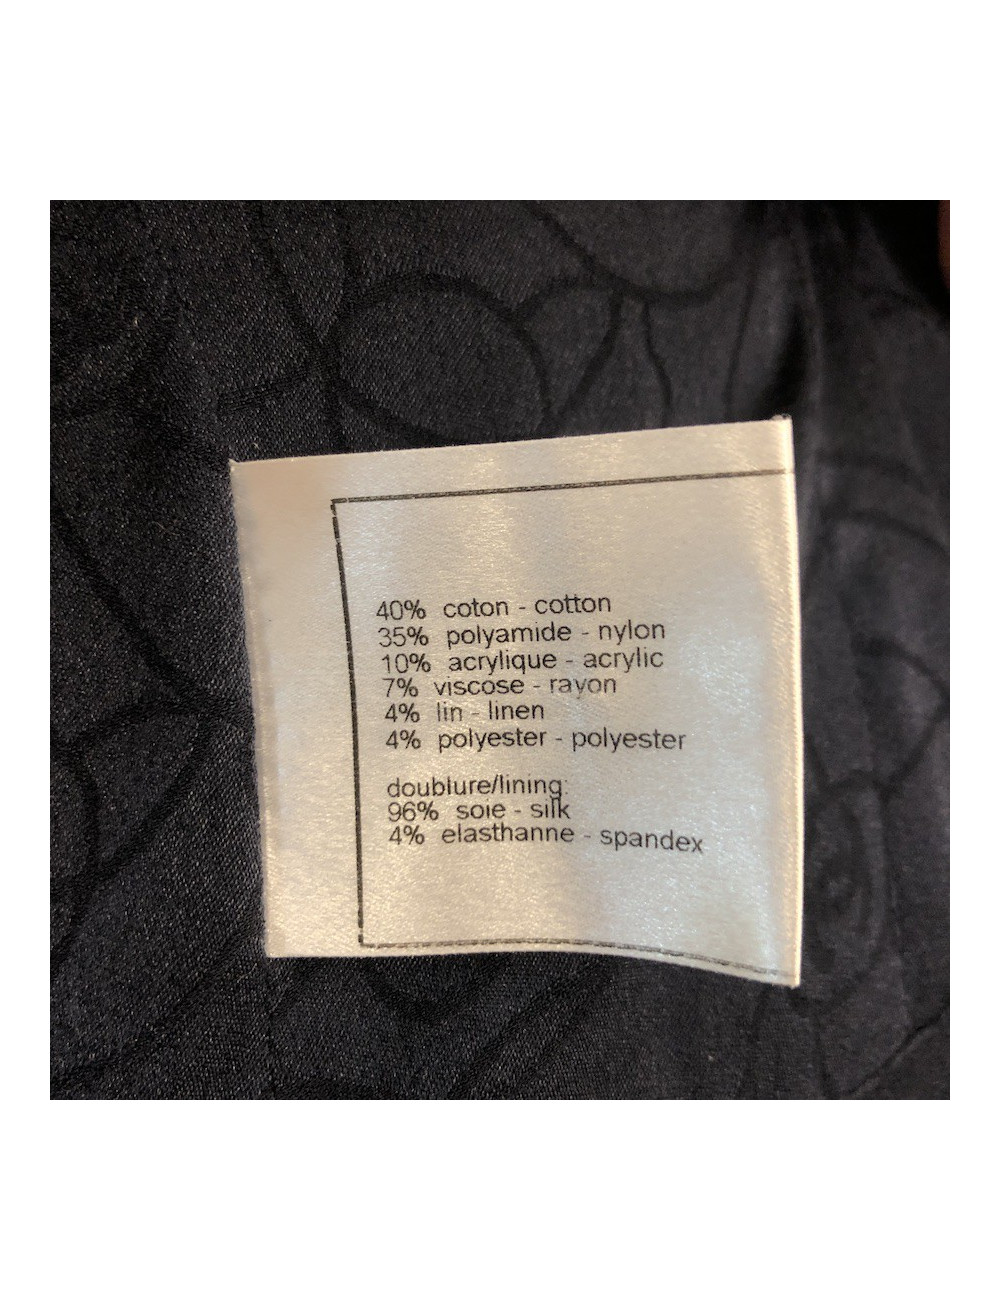 40% coton - cotton
35% polyamide - nylon
10% acrylique - acrylic
7% viscose - rayon
4% lin - linen
4% polyester - polyester
doublure/lining:
96% soie - silk
4% elasthanne - spandex